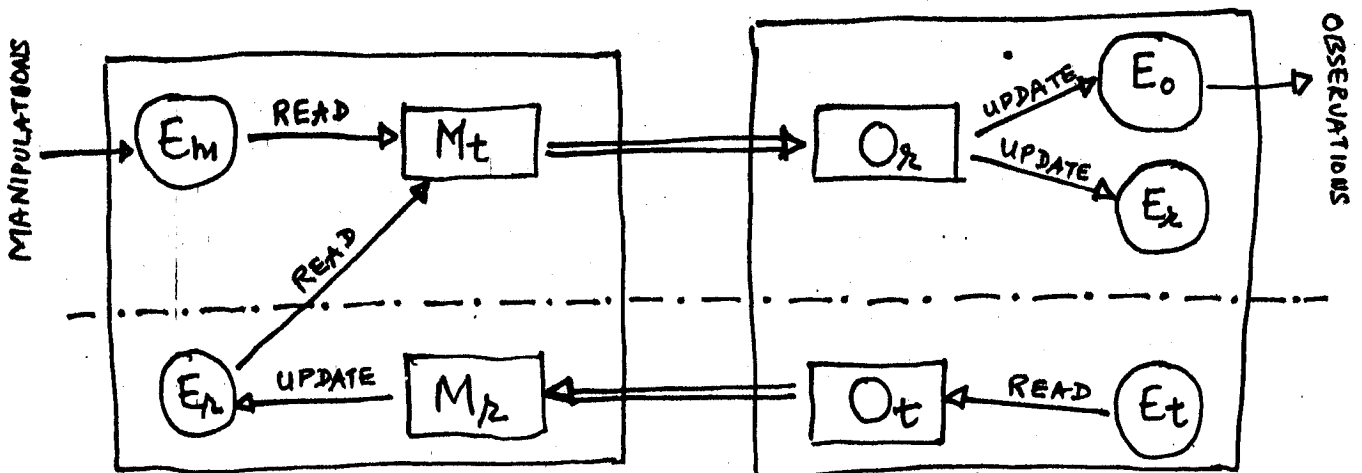 MANIPULATIONS
Em
READ
Mt
Or
UPDATE
Eo
OBSERVATIONS
UPDATE
Er
READ
Er
UPDATE
Mr
Ot
READ
Et